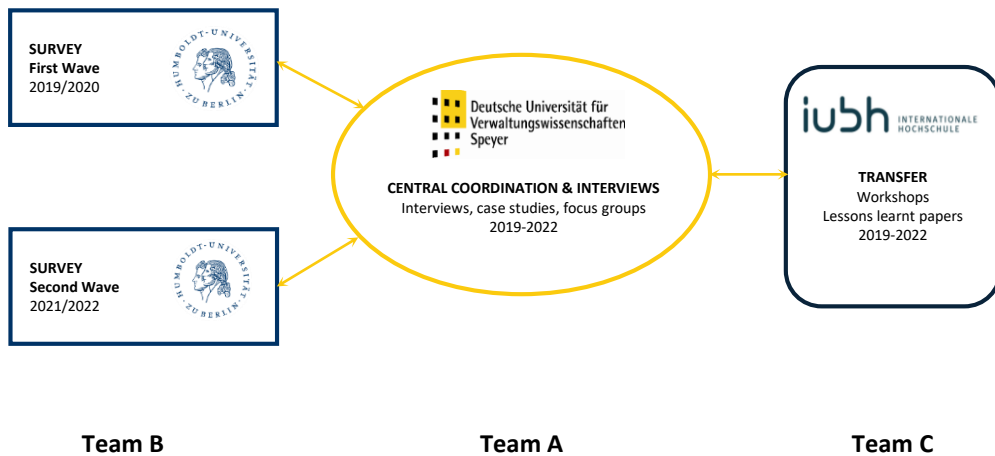 SURVEY
First Wave
2019/2020
HUMBOLDT-UNIVERSITÄT
ZU BERLIN
SURVEY
Second Wave
2021/2022
HUMBOLDT-UNIVERSITÄT
ZU BERLIN
Deutsche Universität für
Verwaltungswissenschaften
Speyer
CENTRAL COORDINATION & INTERVIEWS
Interviews, case studies, focus groups
2019-2022
iubh INTERNATIONALE
HOCHSCHULE
TRANSFER
Workshops
Lessons learnt papers
2019-2022
Team B
Team A
Team C